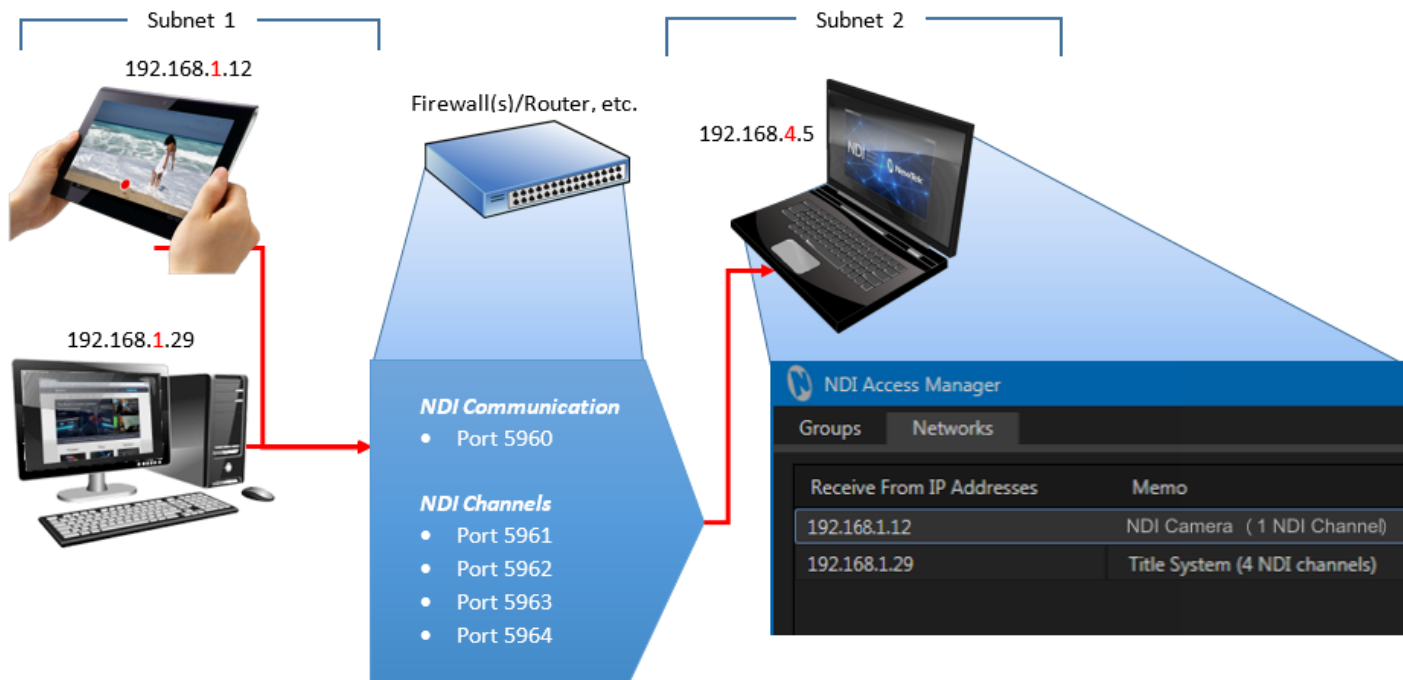 Subnet 1
Subnet 2
192.168.1.12
Firewall(s)/Router, etc.
192.168.4.5
NDI
NewTek
192.168.1.29
NDI Communication
• Port 5960
NDI Channels
• Port 5961
• Port 5962
• Port 5963
• Port 5964
NDI Access Manager
Groups Networks
Receive From IP Addresses Memo
192.168.1.12 NDI Camera ( 1 NDI Channel)
192.168.1.29 Title System (4 NDI channels)